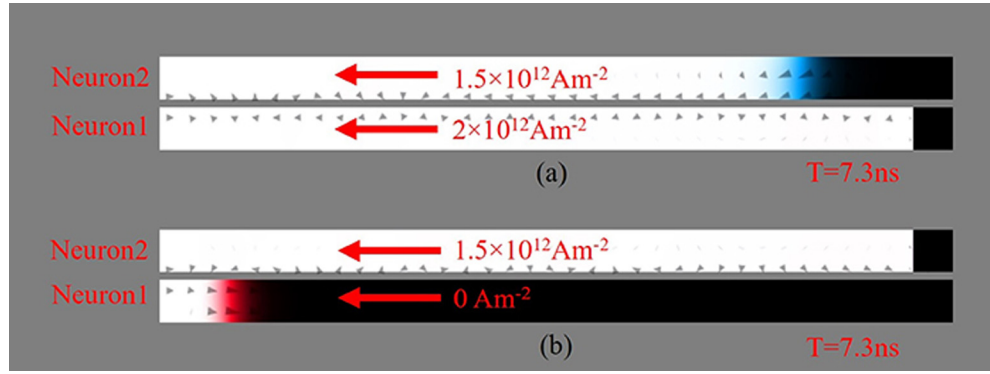 Neuron2 1.5×10¹²Am⁻²
Neuron1 2×10¹²Am⁻²
(a) T=7.3ns
Neuron2 1.5×10¹²Am⁻²
Neuron1 0 Am⁻²
(b) T=7.3ns